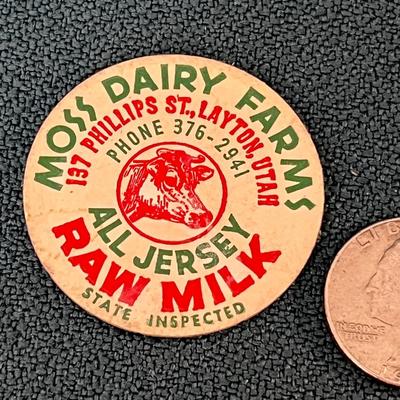 MOSS DAIRY FARMS
137 PHILLIPS ST., LAYTON, UTAH
PHONE 376-2941
ALL JERSEY
RAW MILK
STATE INSPECTED
IN GOD WE
TRUST